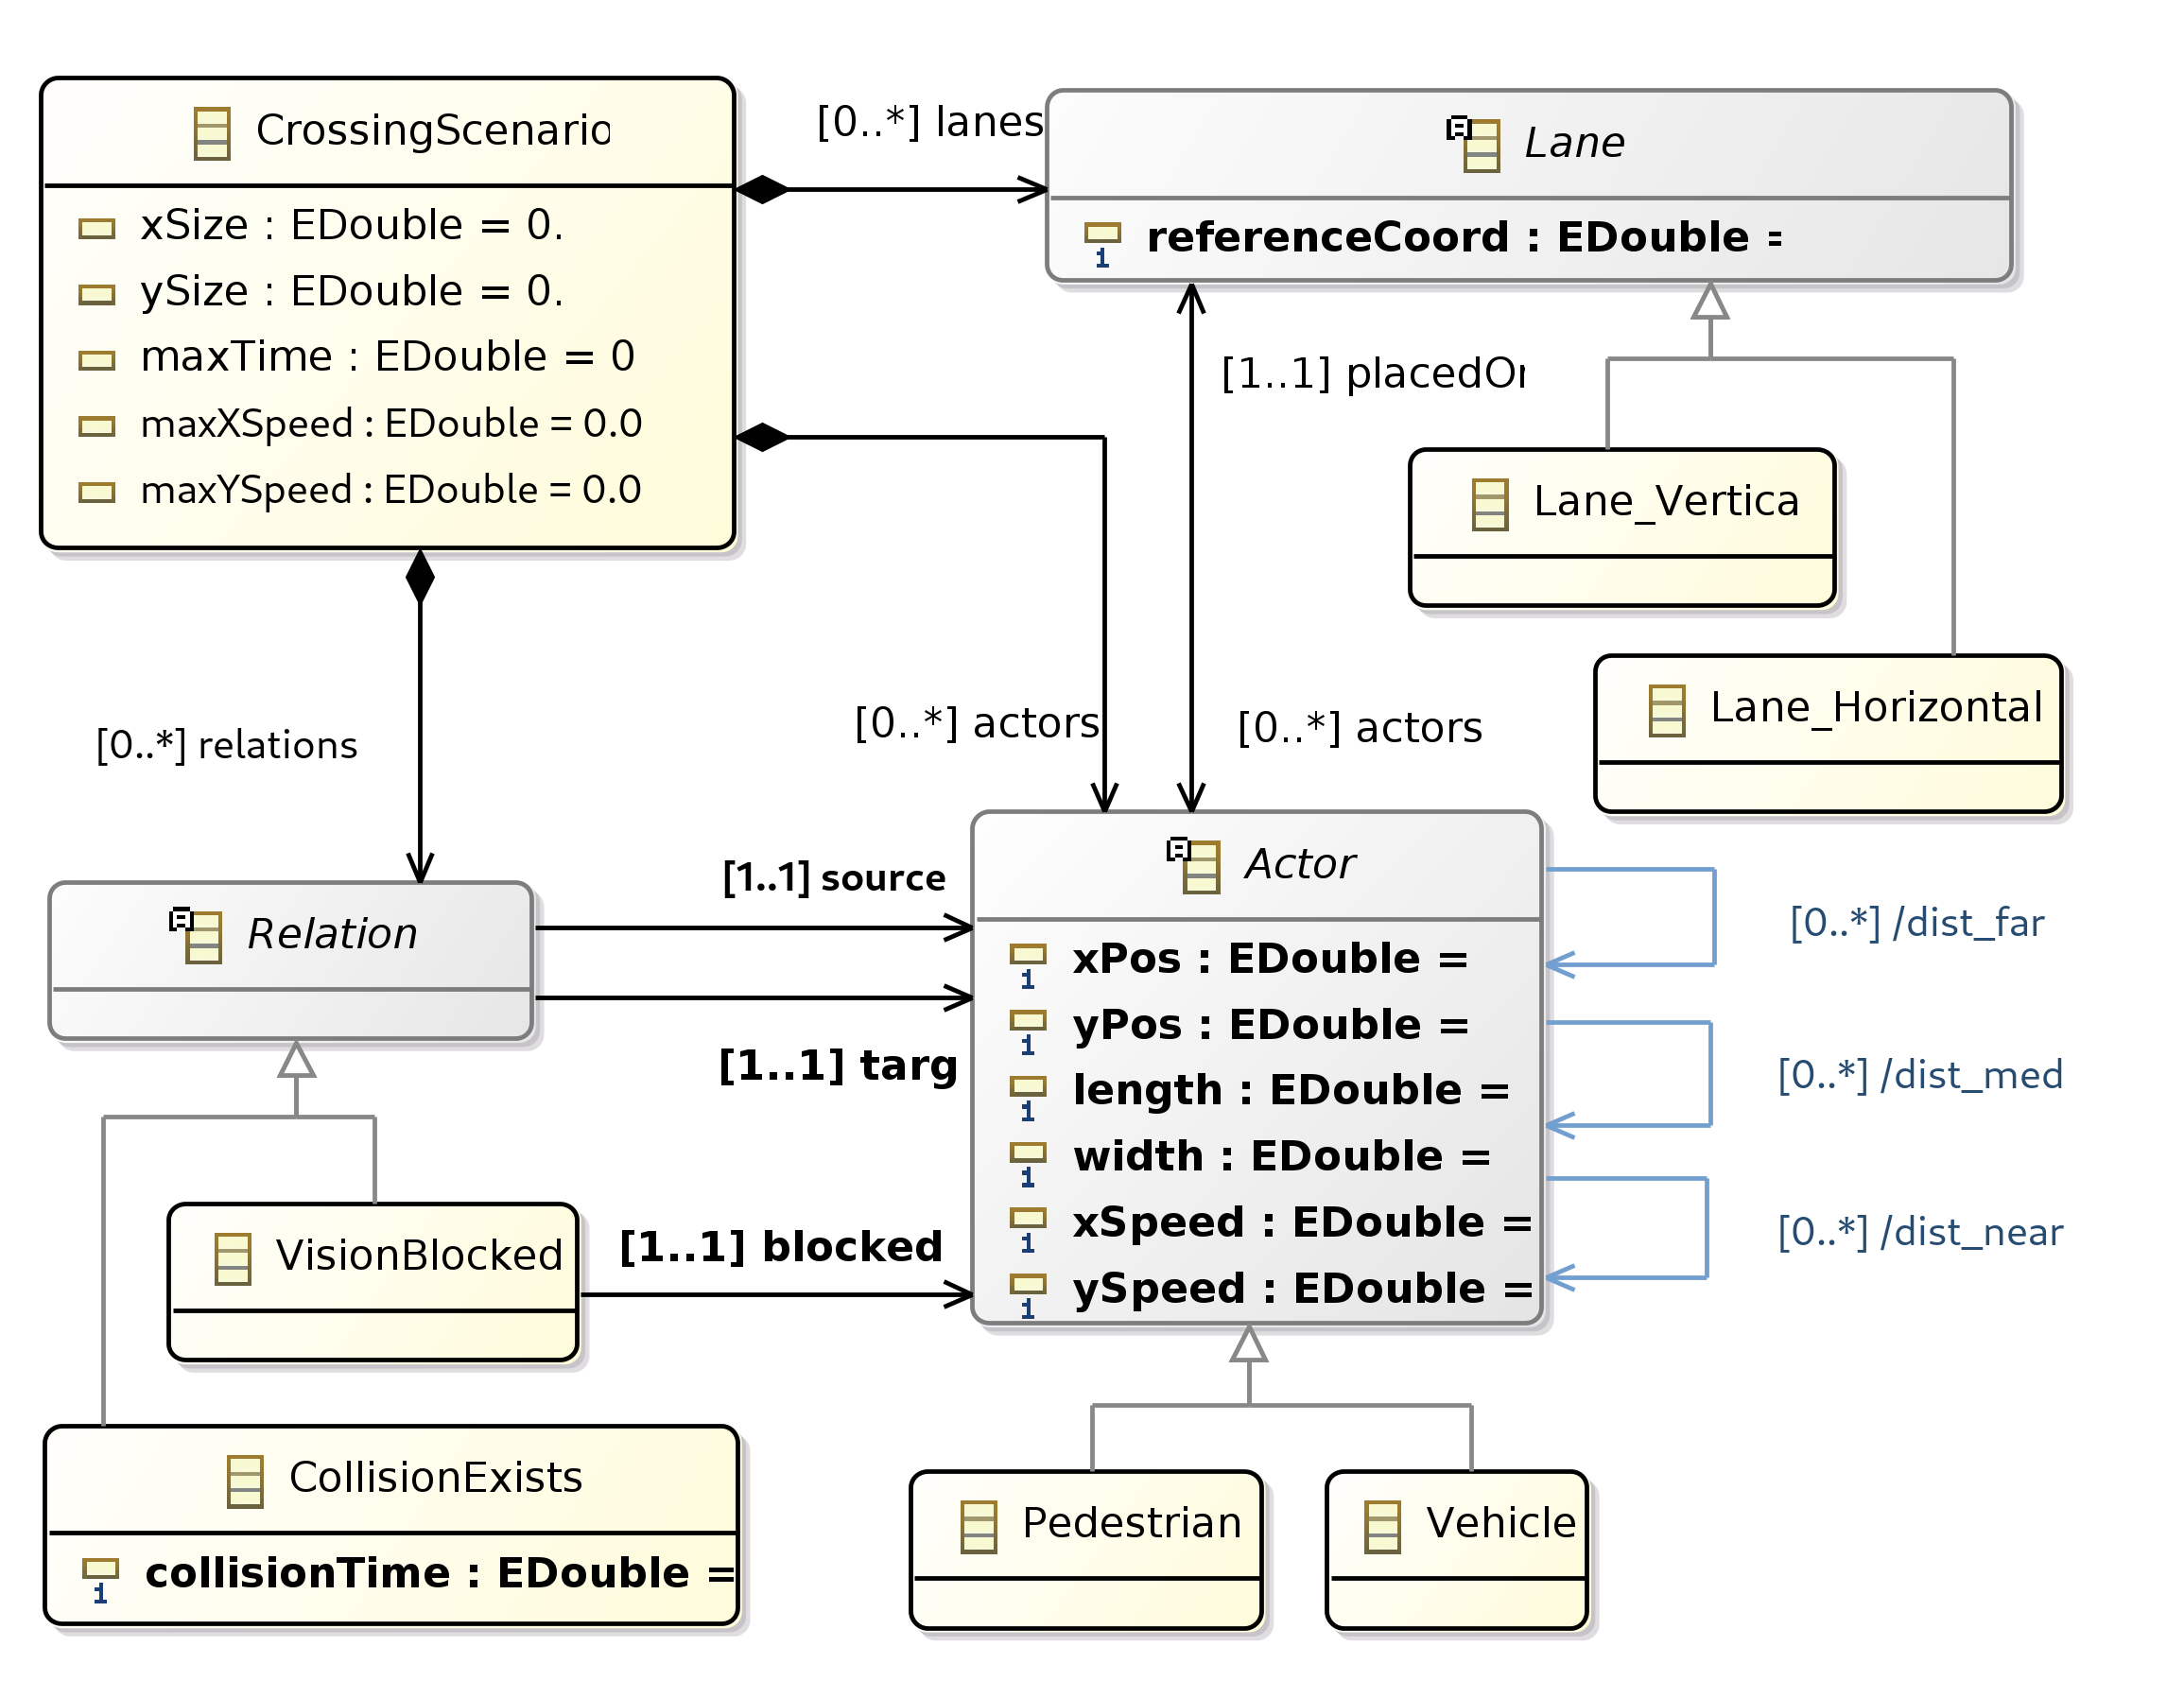 CrossingScenario
xSize : EDouble = 0.
ySize : EDouble = 0.
maxTime : EDouble = 0
maxXSpeed : EDouble = 0.0
maxYSpeed : EDouble = 0.0
[0..*] lanes
Lane
referenceCoord : EDouble =
[1..1] placedOn
Lane_Vertica
Lane_Horizontal
[0..*] relations
[0..*] actors
[0..*] actors
Relation
[1..1] source
[1..1] targ
Actor
xPos : EDouble =
yPos : EDouble =
length : EDouble =
width : EDouble =
xSpeed : EDouble =
ySpeed : EDouble =
[0..*] /dist_far
[0..*] /dist_med
[0..*] /dist_near
VisionBlocked
[1..1] blocked
CollisionExists
collisionTime : EDouble =
Pedestrian
Vehicle